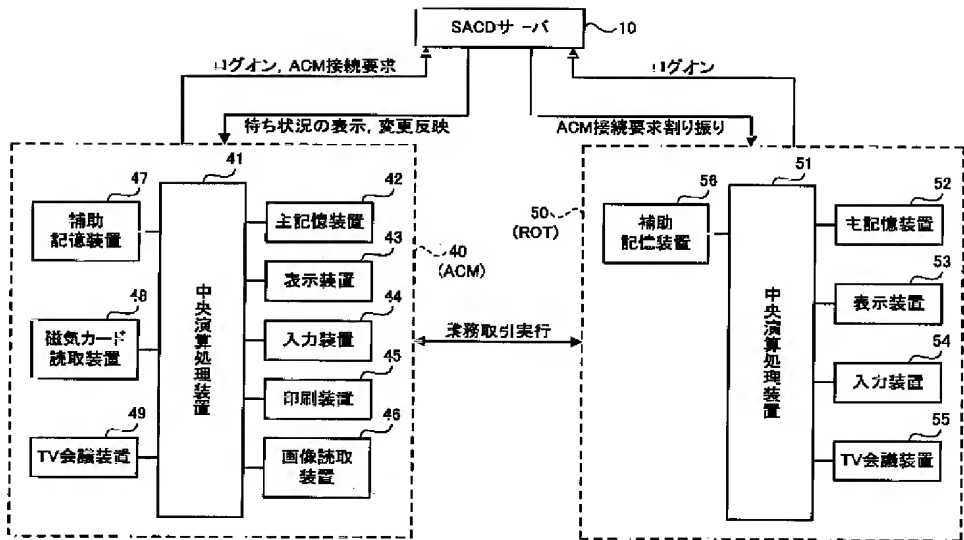 SACDサーバ
10
ログオン, ACM接続要求
ログオン
待ち状況の表示, 変更反映
ACM接続要求割り振り
47
補助
記憶装置
41
中央演算処理装置
42
主記憶装置
43
表示装置
48
磁気カード
読取装置
44
入力装置
45
印刷装置
49
TV会議装置
46
画像読取
装置
40
(ACM)
業務取引実行
50
(ROT)
56
補助
記憶装置
51
中央演算処理装置
52
主記憶装置
53
表示装置
54
入力装置
55
TV会議装置